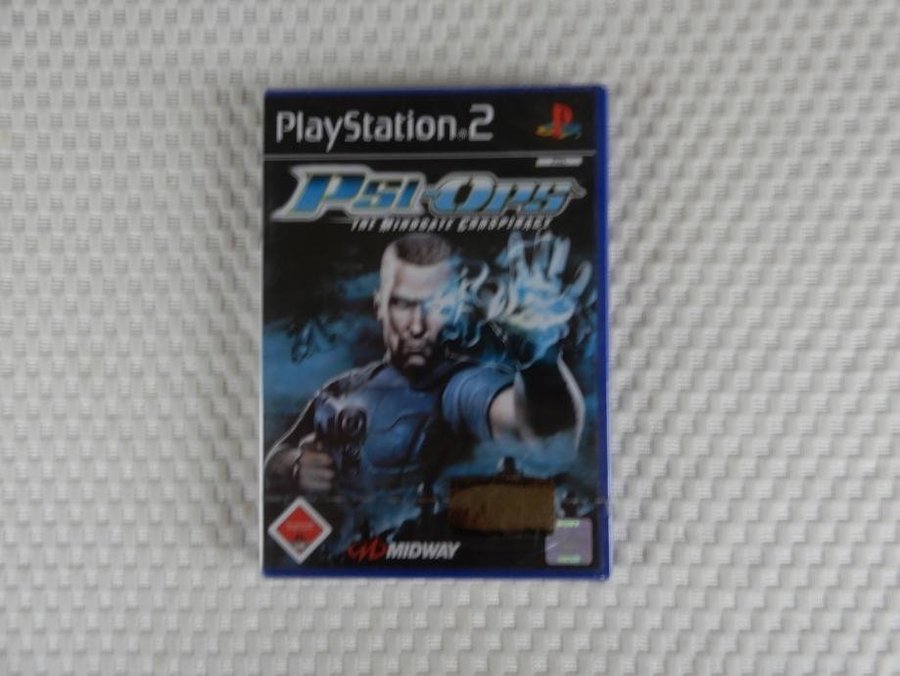 PlayStation®2
PSI-OPS
THE MINDGATE CONSPIRACY
MIDWAY